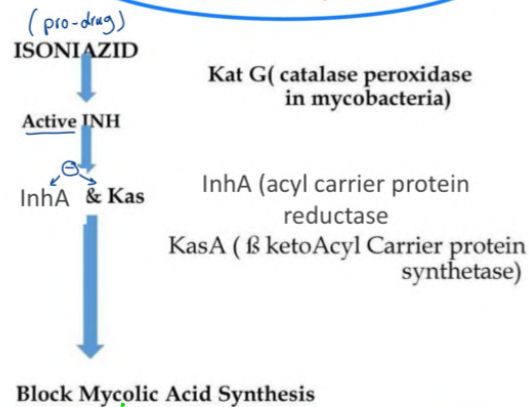 (pro-drug)
ISONIAZID
Kat G( catalase peroxidase
in mycobacteria)
Active INH
InhA & Kas
InhA (acyl carrier protein
reductase
KasA ( ß ketoAcyl Carrier protein
synthetase)
Block Mycolic Acid Synthesis